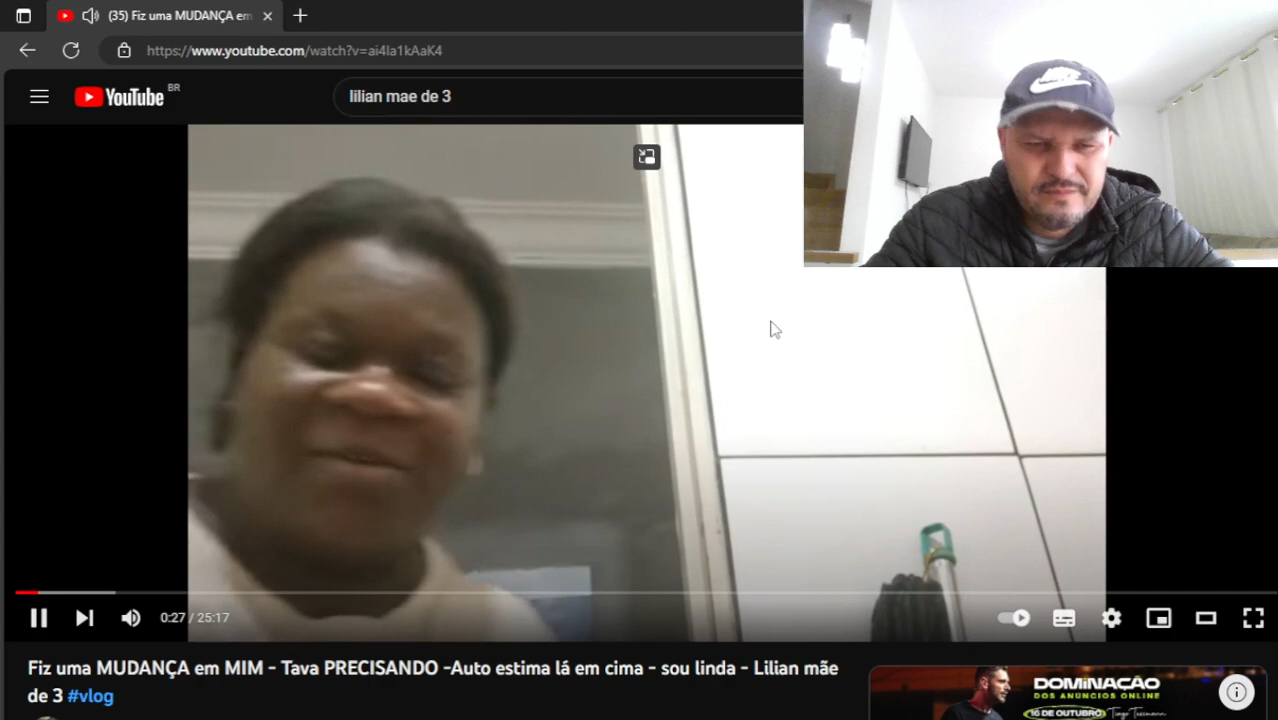 (35) Fiz uma MUDANÇA em
https://www.youtube.com/watch?v=ai4la1kAaK4
YouTube BR
lilian mae de 3
0:27 / 25:17
Fiz uma MUDANÇA em MIM - Tava PRECISANDO -Auto estima lá em cima - sou linda - Lilian mãe
de 3 #vlog
DOMINAÇÃO
DOS ANÚNCIOS ONLINE
16 DE OUTUBRO